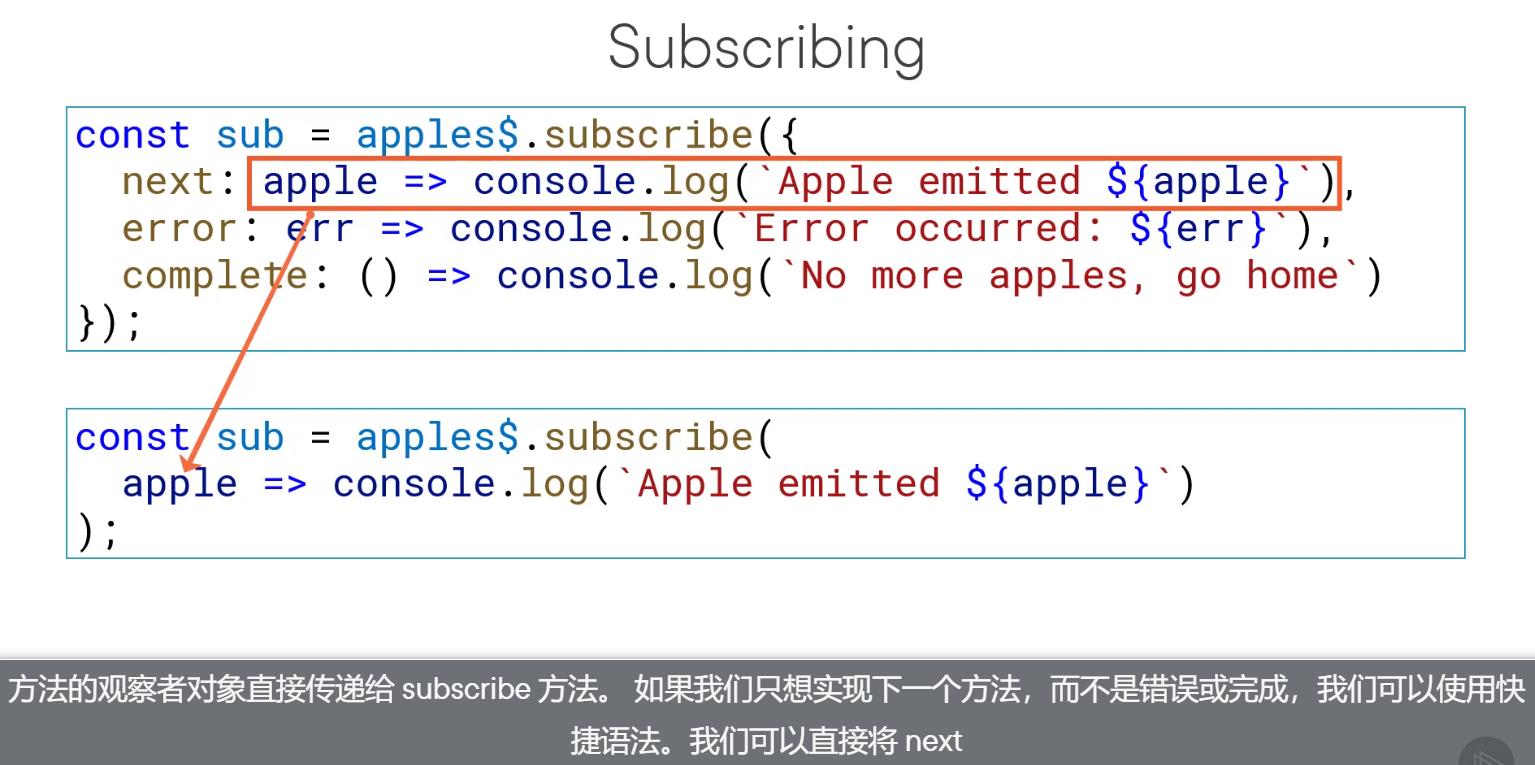 Subscribing
const sub = apples$.subscribe({
  next: apple => console.log(`Apple emitted ${apple}`),
  error: err => console.log(`Error occurred: ${err}`),
  complete: () => console.log(`No more apples, go home`)
});
const sub = apples$.subscribe(
  apple => console.log(`Apple emitted ${apple}`)
);
方法的观察者对象直接传递给 subscribe 方法。 如果我们只想实现下一个方法，而不是错误或完成，我们可以使用快
捷语法。我们可以直接将 next